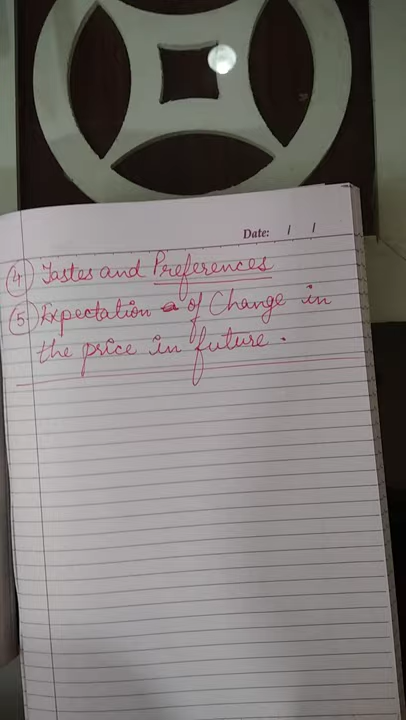 Date: / /
④ Tastes and Preferences
⑤ Expectation of Change in
the price in future.